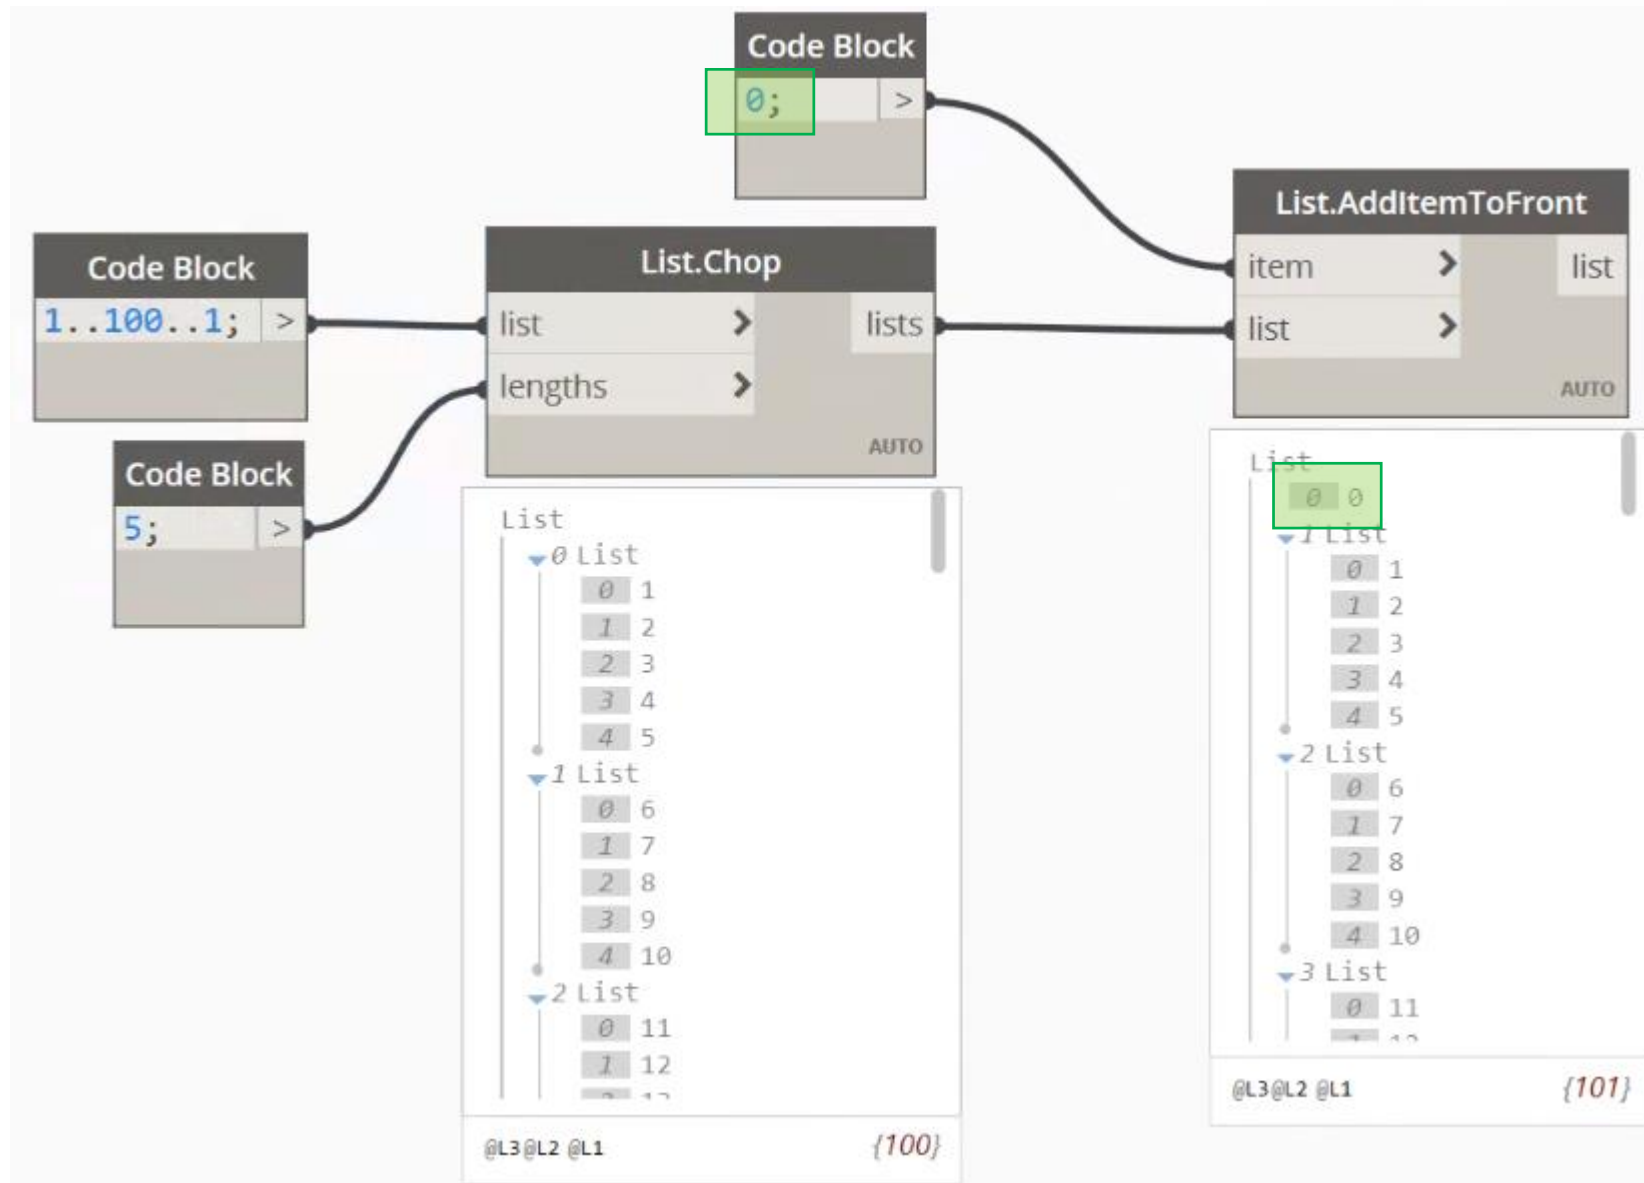 Code Block
0; >
List.AddItemToFront
item > list
list >
AUTO
Code Block
1..100..1; >
List.Chop
list > lists
lengths >
AUTO
Code Block
5; >
List
0 List
0 1
1 2
2 3
3 4
4 5
1 List
0 6
1 7
2 8
3 9
4 10
2 List
0 11
1 12
@L3 @L2 @L1 {100}
List
0 0
1 List
0 1
1 2
2 3
3 4
4 5
2 List
0 6
1 7
2 8
3 9
4 10
3 List
0 11
@L3 @L2 @L1 {101}